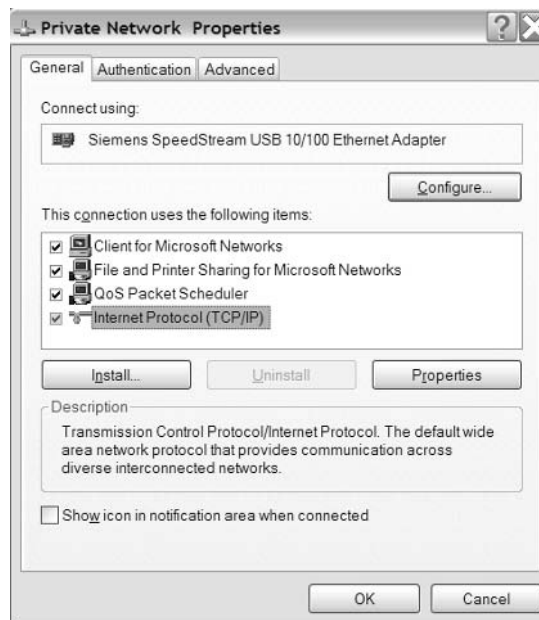 Private Network Properties
General Authentication Advanced
Connect using:
Siemens SpeedStream USB 10/100 Ethernet Adapter
Configure...
This connection uses the following items:
Client for Microsoft Networks
File and Printer Sharing for Microsoft Networks
QoS Packet Scheduler
Internet Protocol (TCP/IP)
Install... Uninstall Properties
Description
Transmission Control Protocol/Internet Protocol. The default wide
area network protocol that provides communication across
diverse interconnected networks.
Show icon in notification area when connected
OK Cancel